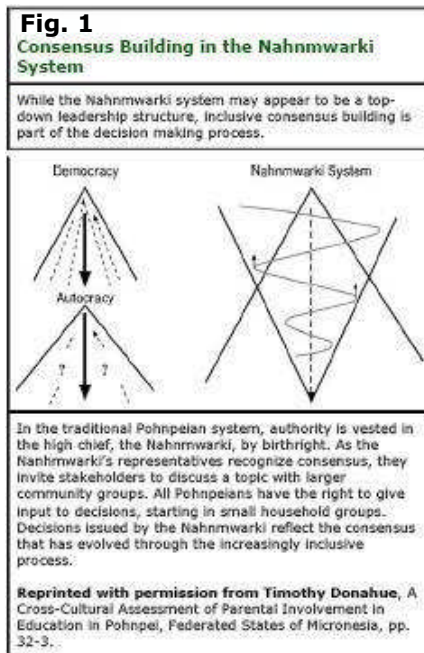 Fig. 1
Consensus Building in the Nahnmwarki
System
While the Nahnmwarki system may appear to be a top-
down leadership structure, inclusive consensus building is
part of the decision making process.
Democracy
Nahnmwarki System
Autocracy
? ?
In the traditional Pohnpeian system, authority is vested in
the high chief, the Nahnmwarki, by birthright. As the
Nanhmwarki's representatives recognize consensus, they
invite stakeholders to discuss a topic with larger
community groups. All Pohnpeians have the right to give
input to decisions, starting in small household groups.
Decisions issued by the Nahnmwarki reflect the consensus
that has evolved through the increasingly inclusive
process.
Reprinted with permission from Timothy Donahue, A
Cross-Cultural Assessment of Parental Involvement in
Education in Pohnpei, Federated States of Micronesia, pp.
32-3.